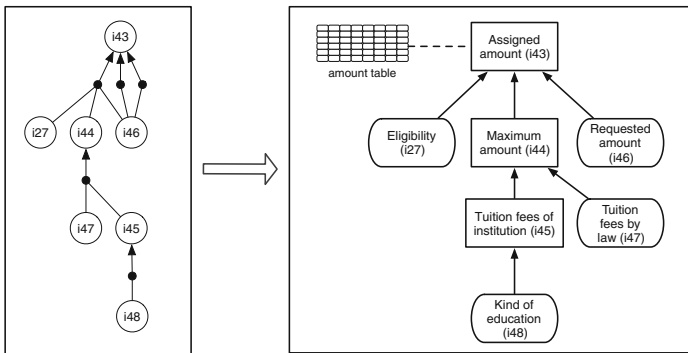 i43
i27
i44
i46
i47
i45
i48
amount table
Assigned
amount (i43)
Eligibility
(i27)
Maximum
amount (i44)
Requested
amount
(i46)
Tuition fees of
institution (i45)
Tuition
fees by
law (i47)
Kind of
education
(i48)